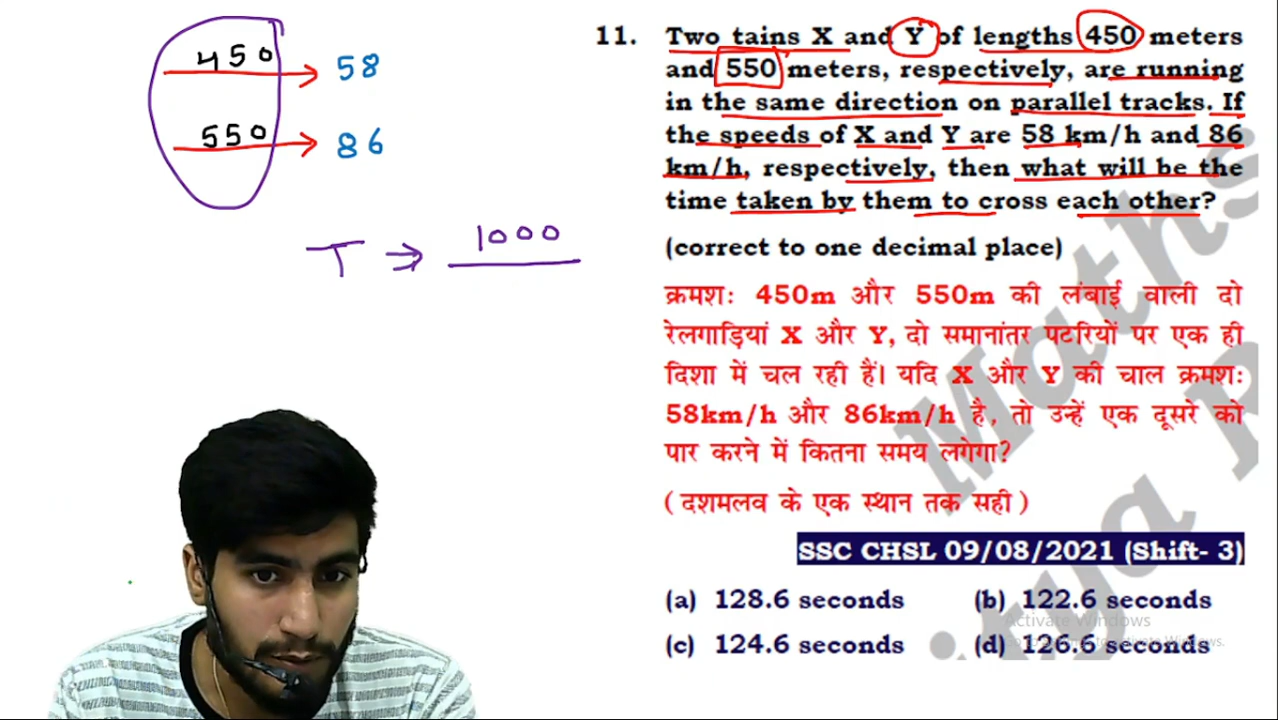 450 → 58
550 → 86
T → 1000
11. Two tains X and Y of lengths 450 meters
and 550 meters, respectively, are running
in the same direction on parallel tracks. If
the speeds of X and Y are 58 km/h and 86
km/h, respectively, then what will be the
time taken by them to cross each other?
(correct to one decimal place)
क्रमश: 450m और 550m की लंबाई वाली दो
रेलगाड़ियां X और Y, दो समानांतर पटरियों पर एक ही
दिशा में चल रही हैं। यदि X और Y की चाल क्रमश:
58km/h और 86km/h है, तो उन्हें एक दूसरे को
पार करने में कितना समय लगेगा?
(दशमलव के एक स्थान तक सही)
SSC CHSL 09/08/2021 (Shift- 3)
(a) 128.6 seconds (b) 122.6 seconds
Activate Windows
(c) 124.6 seconds (d) 126.6 seconds
Maths